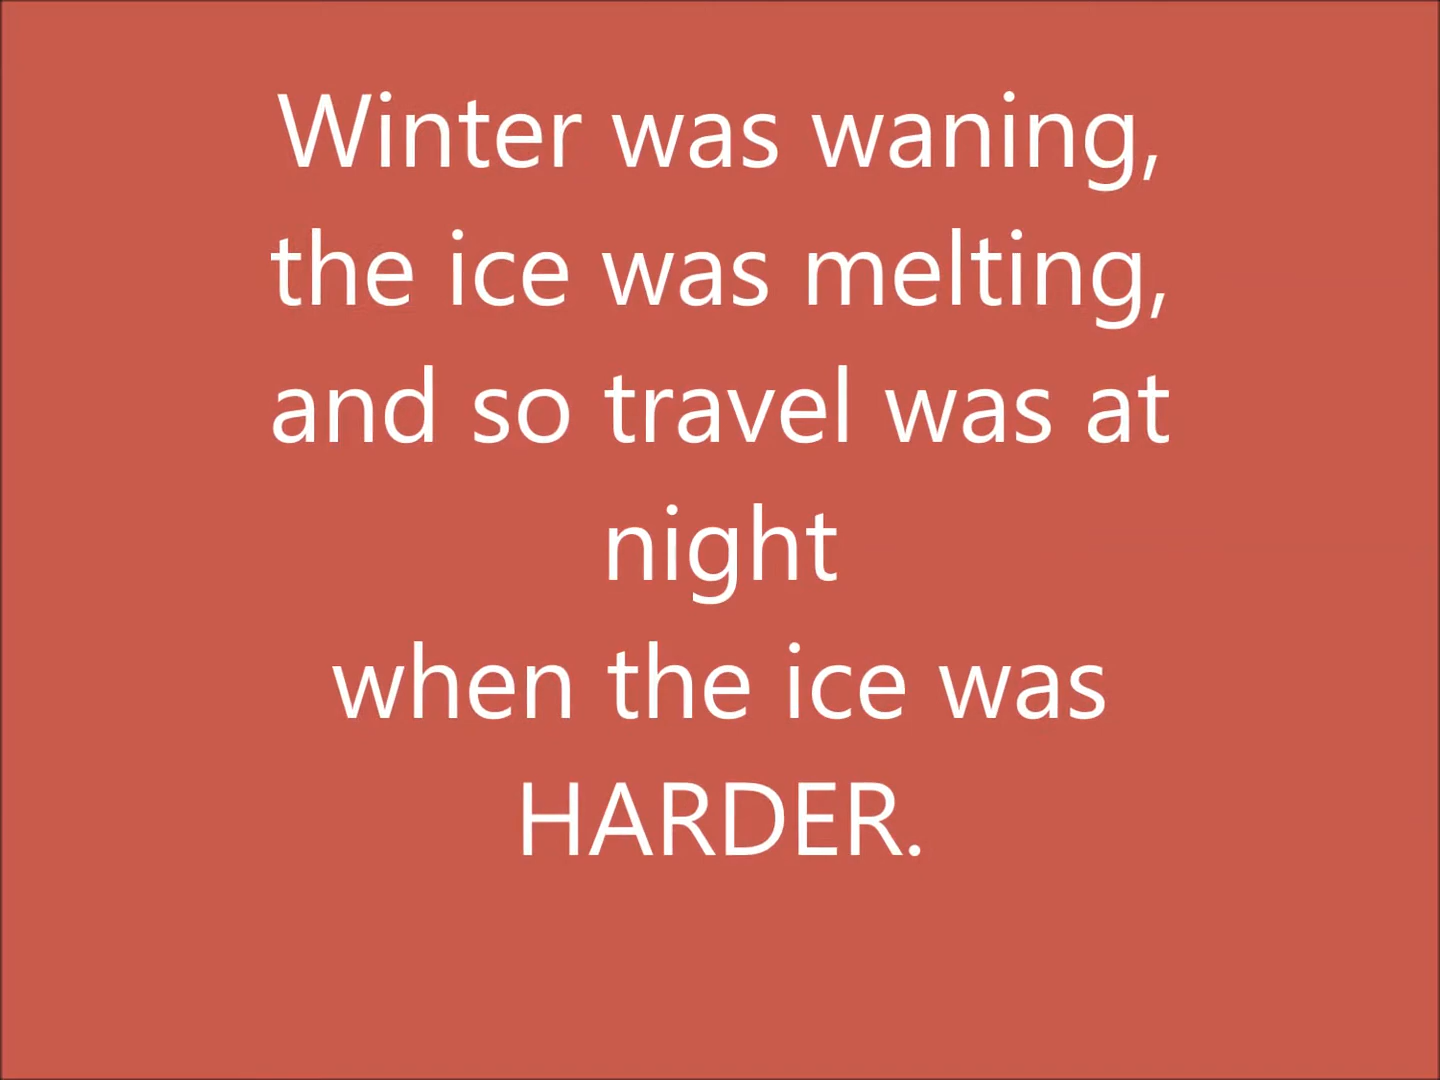 Winter was waning,
the ice was melting,
and so travel was at
night
when the ice was
HARDER.